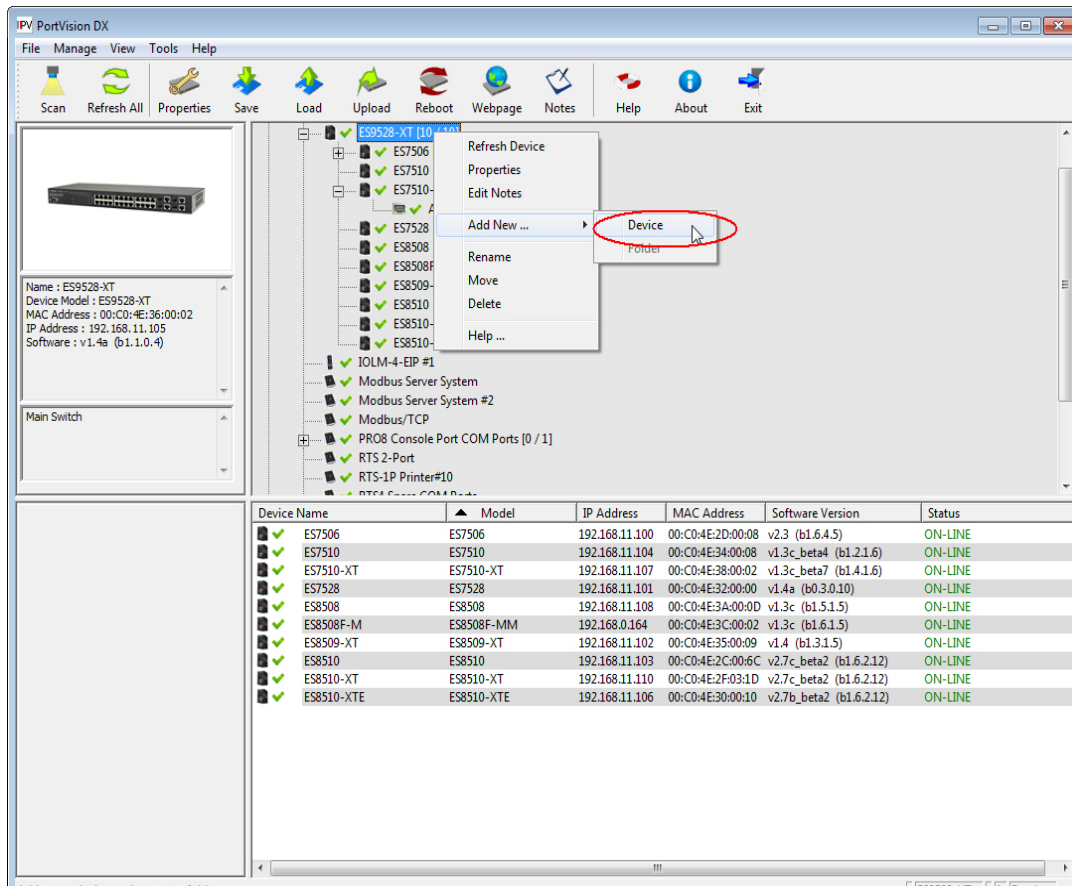 IPV PortVision DX
File Manage View Tools Help
Scan Refresh All Properties Save Load Upload Reboot Webpage Notes Help About Exit
Name : ES9528-XT
Device Model : ES9528-XT
MAC Address : 00:C0:4E:36:00:02
IP Address : 192.168.11.105
Software : v1.4a (b1.1.0.4)
Main Switch
ES9528-XT [10 / 10]
ES7506
ES7510
ES7510-
A
ES7528
ES8508
ES8508F
ES8509-
ES8510
ES8510-
ES8510-
IOLM-4-EIP #1
Modbus Server System
Modbus Server System #2
Modbus/TCP
PRO8 Console Port COM Ports [0 / 1]
RTS 2-Port
RTS-1P Printer#10
Refresh Device
Properties
Edit Notes
Add New ...
Rename
Move
Delete
Help ...
Device
Folder
Device Name Model IP Address MAC Address Software Version Status
ES7506 ES7506 192.168.11.100 00:C0:4E:2D:00:08 v2.3 (b1.6.4.5) ON-LINE
ES7510 ES7510 192.168.11.104 00:C0:4E:34:00:08 v1.3c_beta4 (b1.2.1.6) ON-LINE
ES7510-XT ES7510-XT 192.168.11.107 00:C0:4E:38:00:02 v1.3c_beta7 (b1.4.1.6) ON-LINE
ES7528 ES7528 192.168.11.101 00:C0:4E:32:00:00 v1.4a (b0.3.0.10) ON-LINE
ES8508 ES8508 192.168.11.108 00:C0:4E:3A:00:0D v1.3c (b1.5.1.5) ON-LINE
ES8508F-M ES8508F-MM 192.168.0.164 00:C0:4E:3C:00:02 v1.3c (b1.6.1.5) ON-LINE
ES8509-XT ES8509-XT 192.168.11.102 00:C0:4E:35:00:09 v1.4 (b1.3.1.5) ON-LINE
ES8510 ES8510 192.168.11.103 00:C0:4E:2C:00:6C v2.7c_beta2 (b1.6.2.12) ON-LINE
ES8510-XT ES8510-XT 192.168.11.110 00:C0:4E:2F:03:1D v2.7c_beta2 (b1.6.2.12) ON-LINE
ES8510-XTE ES8510-XTE 192.168.11.106 00:C0:4E:30:00:10 v2.7b_beta2 (b1.6.2.12) ON-LINE